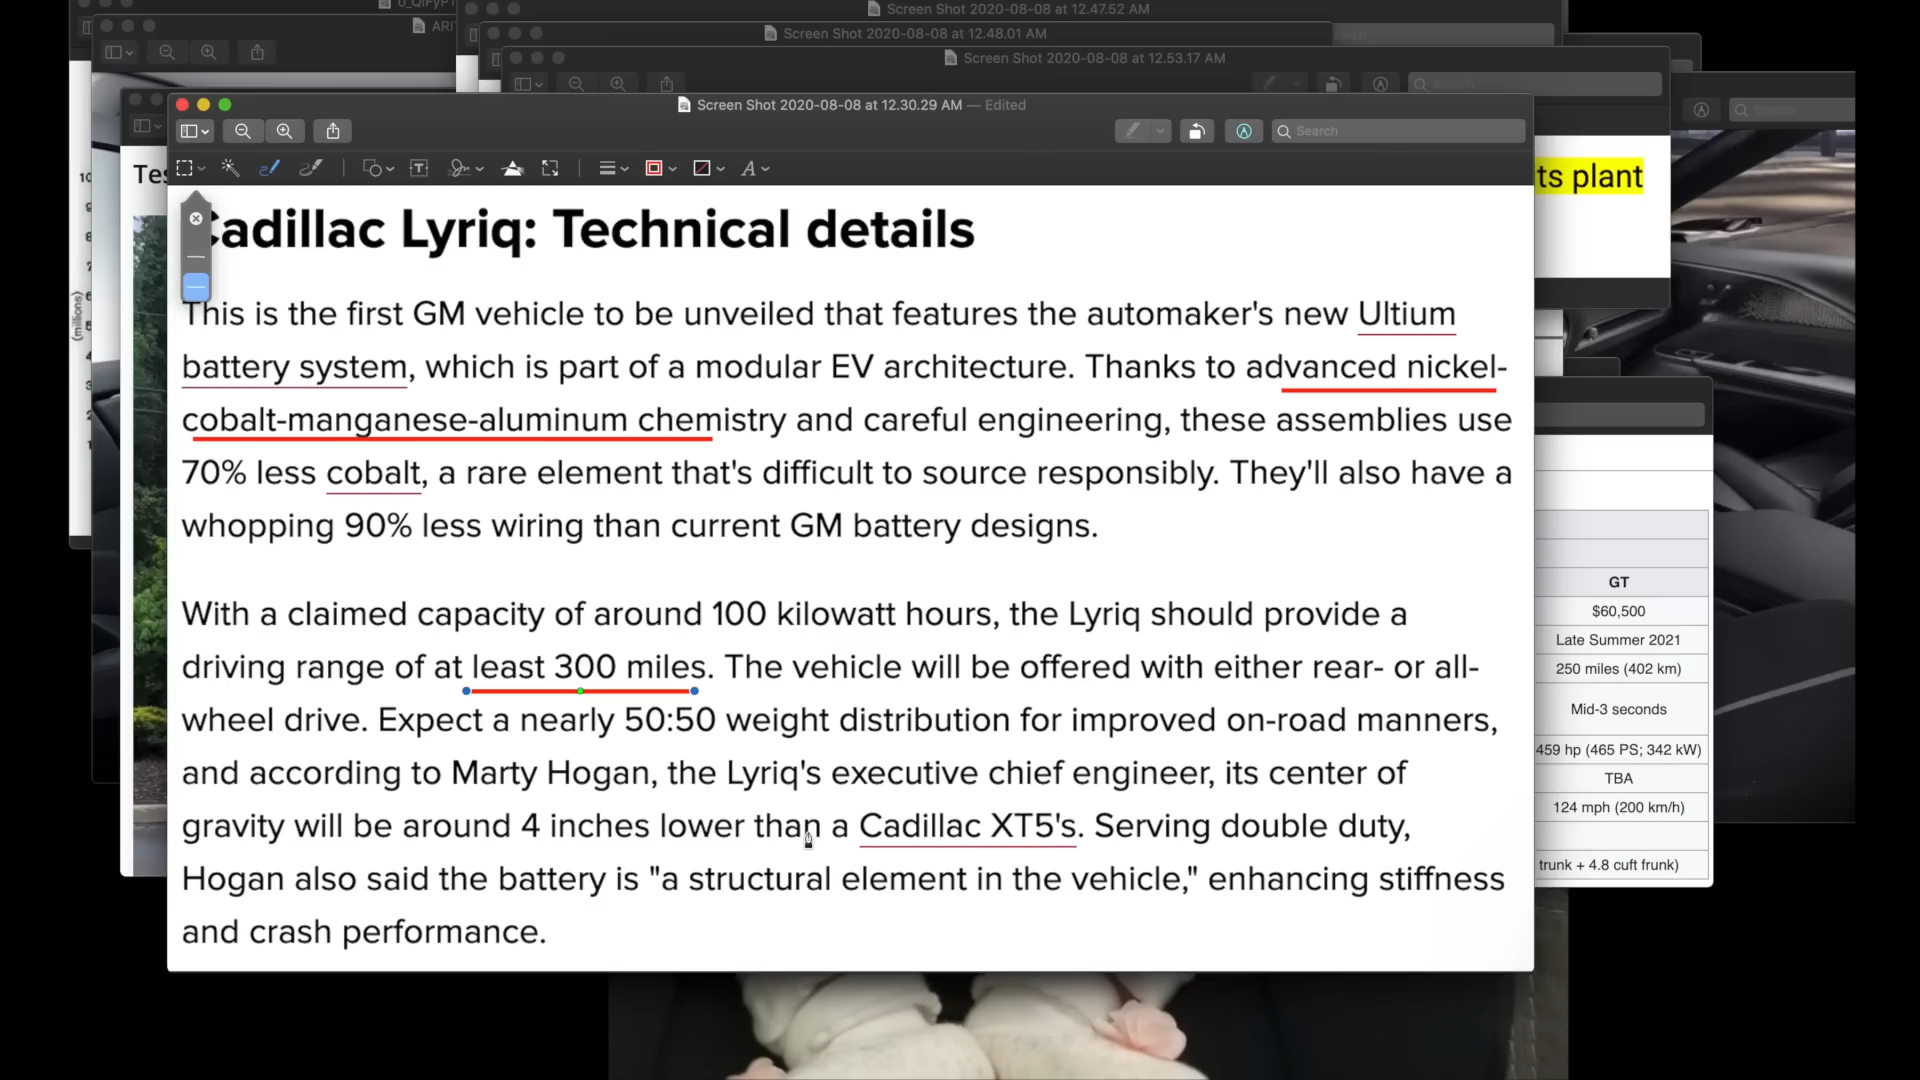 Screen Shot 2020-08-08 at 12.47.52 AM
Screen Shot 2020-08-08 at 12.48.01 AM
Screen Shot 2020-08-08 at 12.53.17 AM
Screen Shot 2020-08-08 at 12.30.29 AM — Edited
Search
Cadillac Lyriq: Technical details
This is the first GM vehicle to be unveiled that features the automaker's new Ultium
battery system, which is part of a modular EV architecture. Thanks to advanced nickel-
cobalt-manganese-aluminum chemistry and careful engineering, these assemblies use
70% less cobalt, a rare element that's difficult to source responsibly. They'll also have a
whopping 90% less wiring than current GM battery designs.
With a claimed capacity of around 100 kilowatt hours, the Lyriq should provide a
driving range of at least 300 miles. The vehicle will be offered with either rear- or all-
wheel drive. Expect a nearly 50:50 weight distribution for improved on-road manners,
and according to Marty Hogan, the Lyriq's executive chief engineer, its center of
gravity will be around 4 inches lower than a Cadillac XT5's. Serving double duty,
Hogan also said the battery is "a structural element in the vehicle," enhancing stiffness
and crash performance.
ts plant
GT
$60,500
Late Summer 2021
250 miles (402 km)
Mid-3 seconds
459 hp (465 PS; 342 kW)
TBA
124 mph (200 km/h)
trunk + 4.8 cuft frunk)
Tes
(millions)